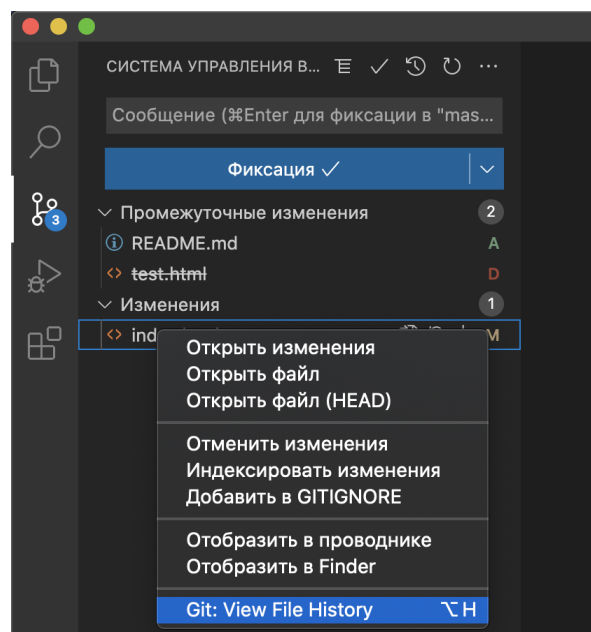 СИСТЕМА УПРАВЛЕНИЯ В...
Сообщение (⌘Enter для фиксации в "mas...
Фиксация ✓
3
Промежуточные изменения 2
README.md A
test.html D
Изменения 1
ind M
Открыть изменения
Открыть файл
Открыть файл (HEAD)
Отменить изменения
Индексировать изменения
Добавить в GITIGNORE
Отобразить в проводнике
Отобразить в Finder
Git: View File History ⌥H